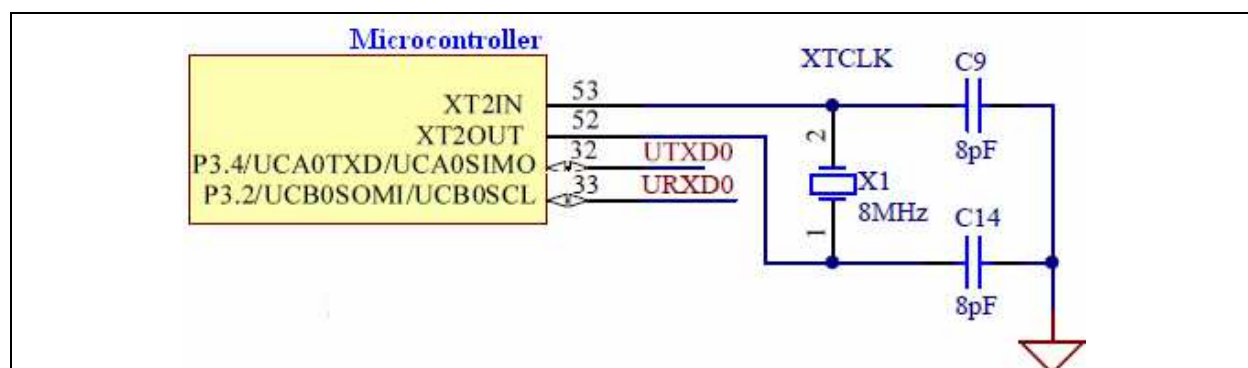 Microcontroller
XTCLK
C9
XT2IN 53
8pF
XT2OUT 52
2
P3.4/UCA0TXD/UCA0SIMO 32 UTXD0
P3.2/UCB0SOMI/UCB0SCL 33 URXD0
X1
8MHz
1
C14
8pF